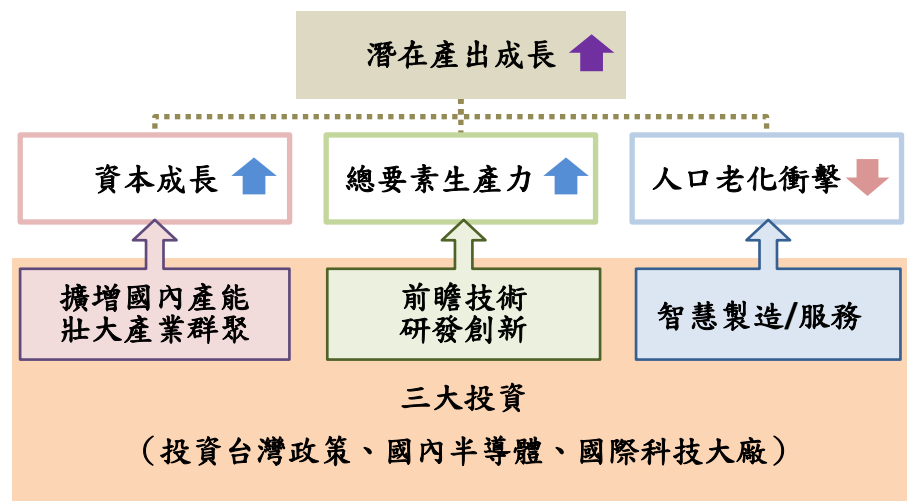 潛在產出成長
資本成長
總要素生產力
人口老化衝擊
擴增國內產能
壯大產業群聚
前瞻技術
研發創新
智慧製造/服務
三大投資
（投資台灣政策、國內半導體、國際科技大廠）